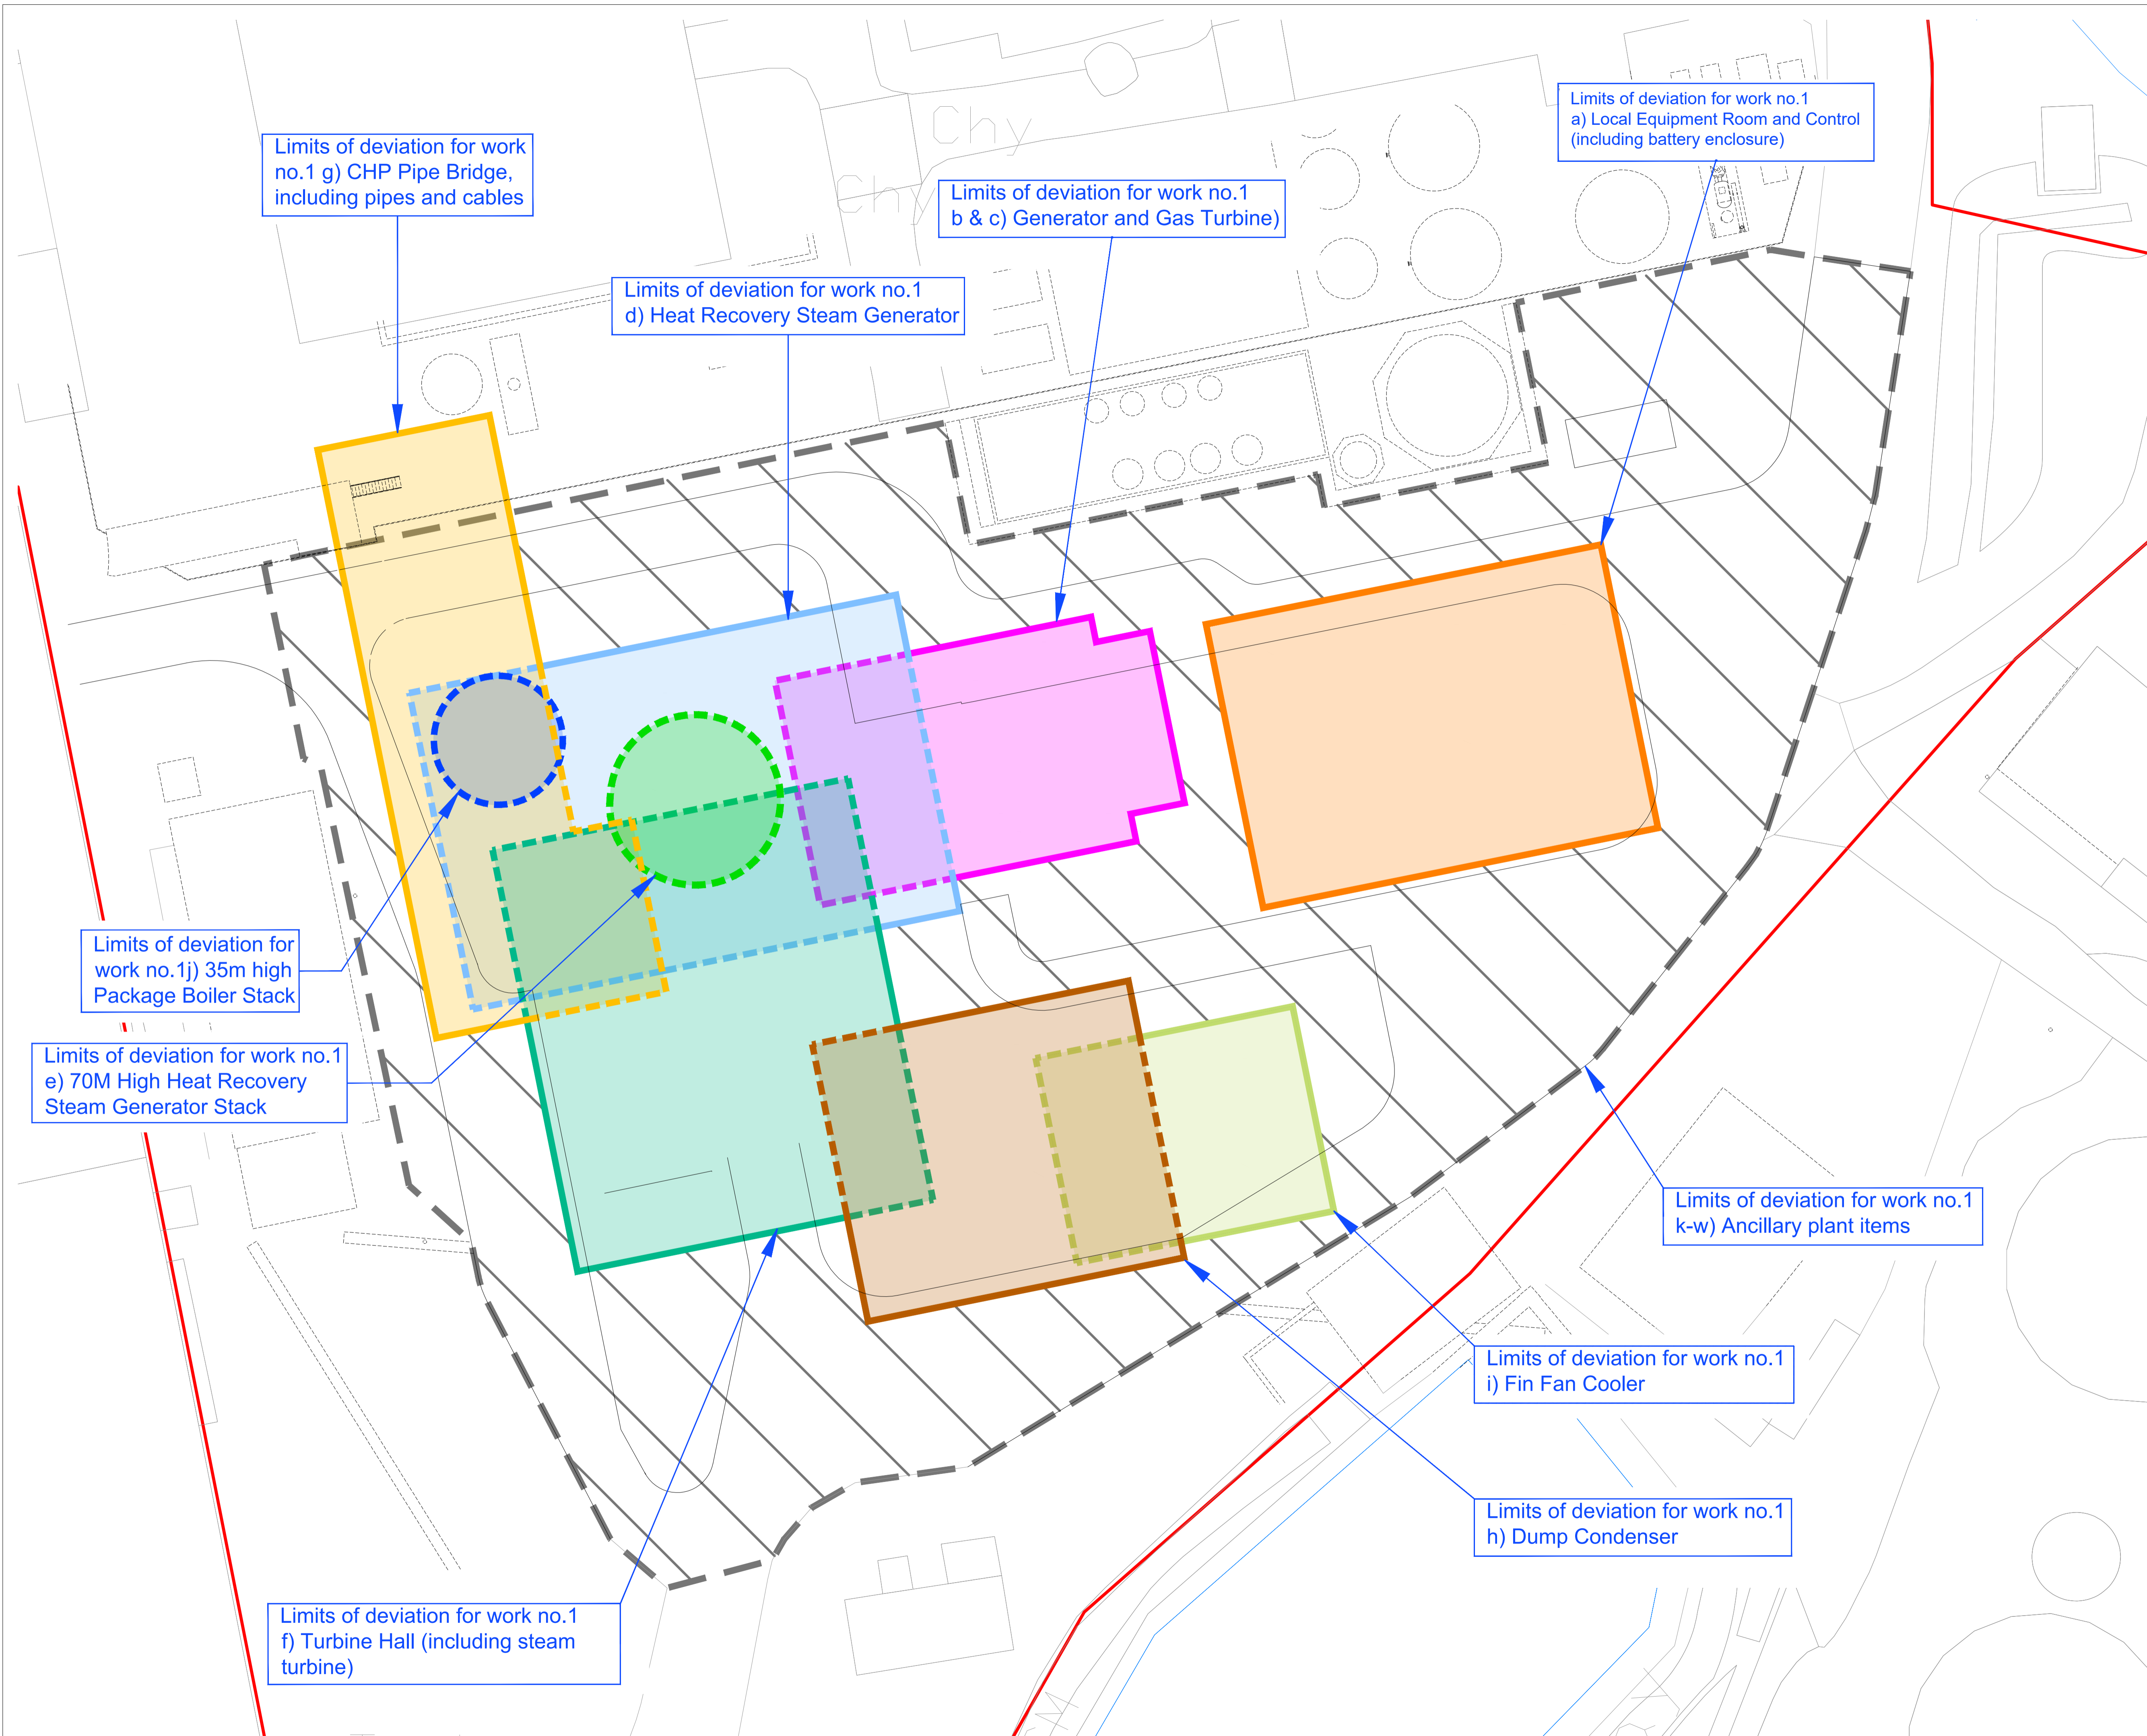 Limits of deviation for work no.1
a) Local Equipment Room and Control
(including battery enclosure)
Chy
Ch
Limits of deviation for work
no.1 g) CHP Pipe Bridge,
including pipes and cables
Limits of deviation for work no.1
b & c) Generator and Gas Turbine)
Limits of deviation for work no.1
d) Heat Recovery Steam Generator
Limits of deviation for
work no.1j) 35m high
Package Boiler Stack
Limits of deviation for work no.1
e) 70M High Heat Recovery
Steam Generator Stack
Limits of deviation for work no.1
k-w) Ancillary plant items
Limits of deviation for work no.1
i) Fin Fan Cooler
Limits of deviation for work no.1
h) Dump Condenser
Limits of deviation for work no.1
f) Turbine Hall (including steam
turbine)